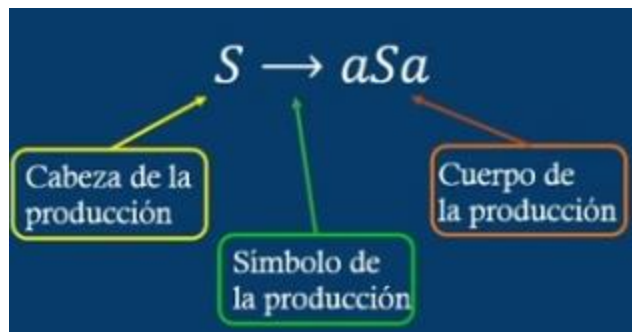 S → aSa
Cabeza de la
producción
Cuerpo de
la producción
Símbolo de
la producción